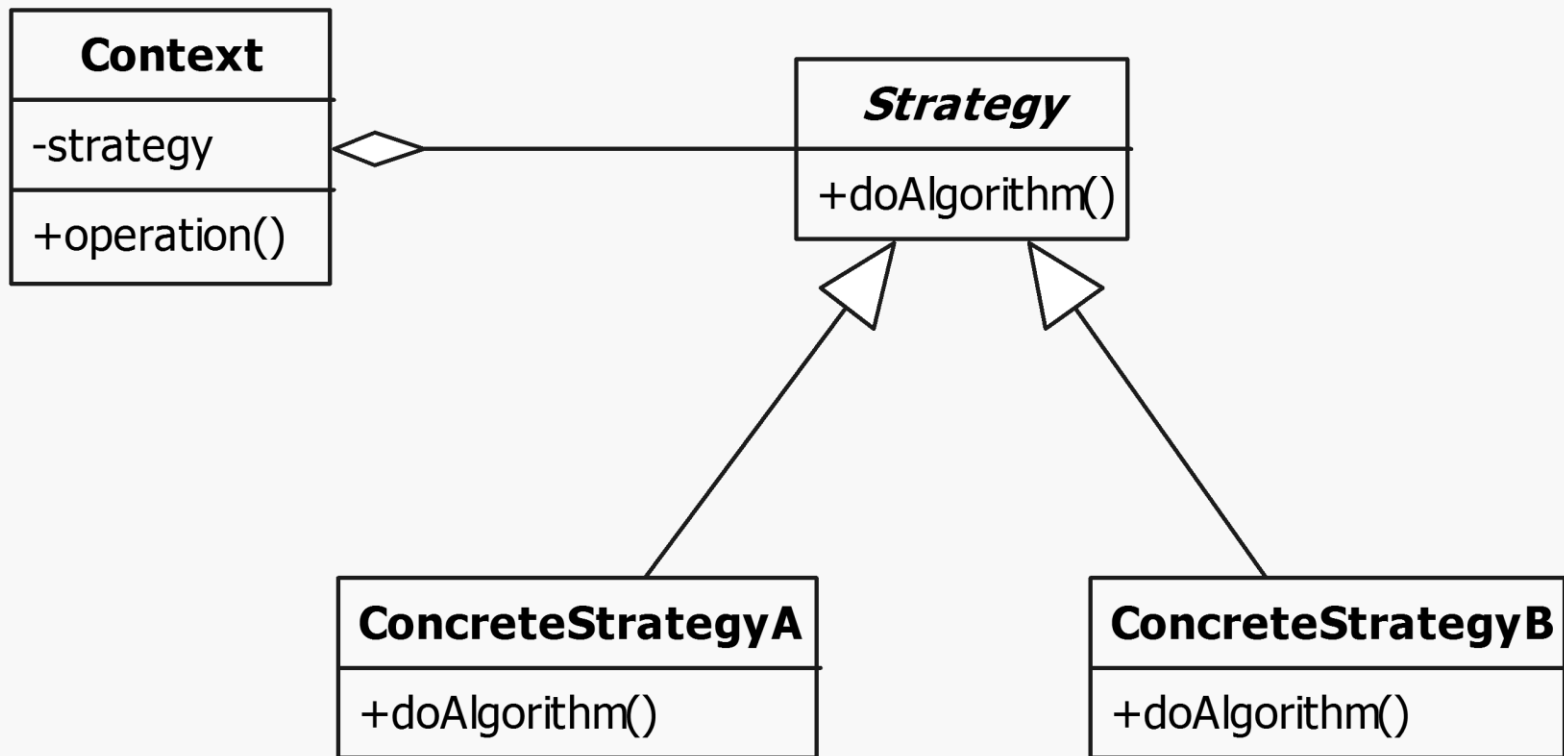 Context
-strategy
+operation()
Strategy
+doAlgorithm()
ConcreteStrategyA
+doAlgorithm()
ConcreteStrategyB
+doAlgorithm()